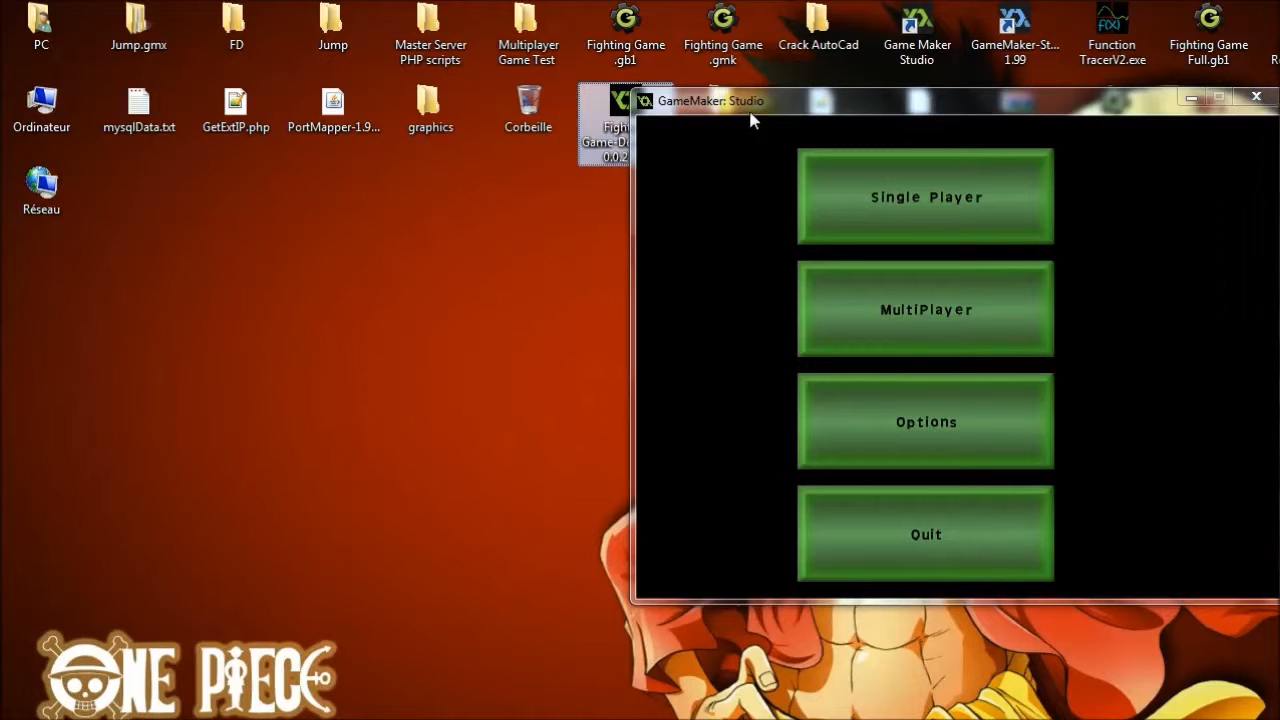 PC
Jump.gmx
FD
Jump
Master Server
PHP scripts
Multiplayer
Game Test
Fighting Game
.gb1
Fighting Game
.gmk
Crack AutoCad
Game Maker
Studio
GameMaker-St...
1.99
Function
TracerV2.exe
Fighting Game
Full.gb1
Ordinateur
mysqlData.txt
GetExtIP.php
PortMapper-1.9...
graphics
Corbeille
Réseau
GameMaker: Studio
Single Player
MultiPlayer
Options
Quit
ONE PIECE